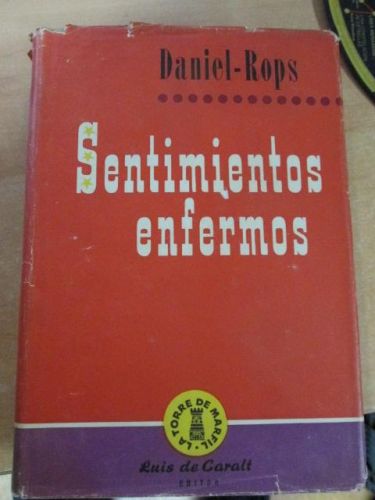 Daniel-Rops
Sentimientos
enfermos
LA TORRE DE MARFIL
Luis de Caralt
EDITOR